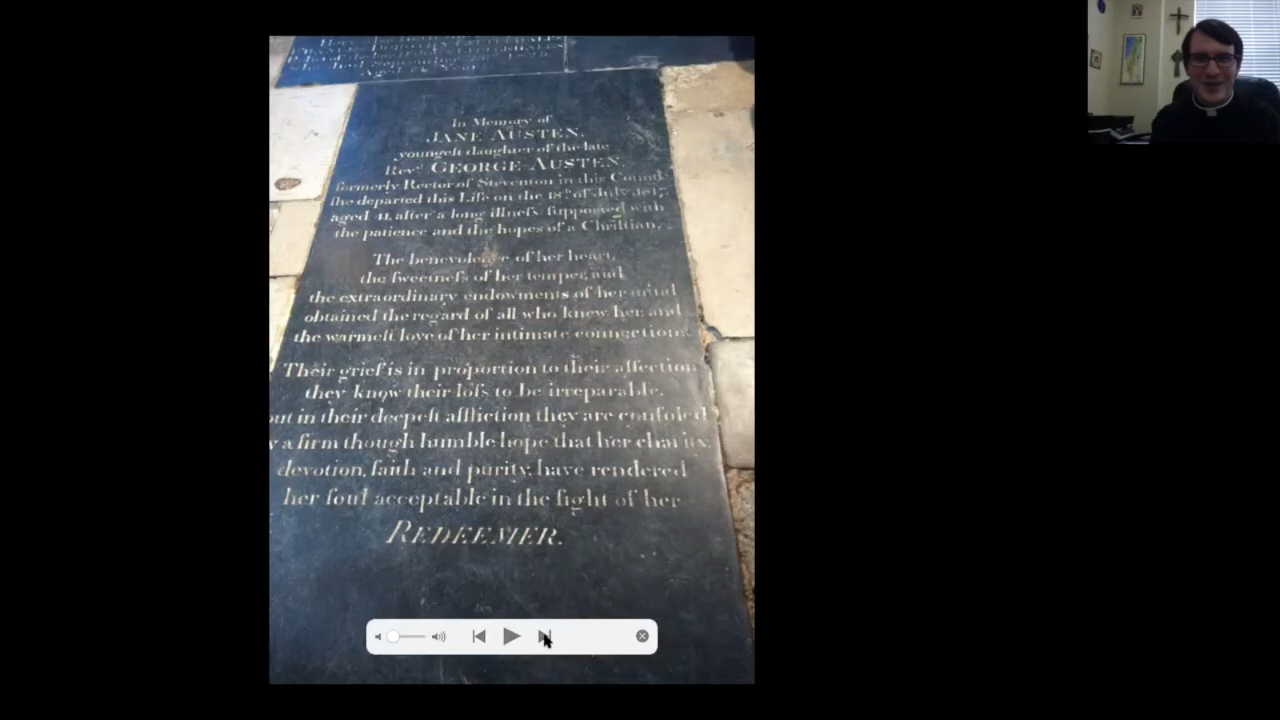 In Memory of
JANE AUSTEN,
youngeſt daughter of the late
Revd GEORGE AUSTEN,
formerly Rector of Steventon in this County
ſhe departed this Life on the 18th of July 1817,
aged 41, after a long illneſs ſupported with
the patience and the hopes of a Chriſtian.
The benevolence of her heart,
the ſweetneſs of her temper, and
the extraordinary endowments of her mind
obtained the regard of all who knew her, and
the warmeſt love of her intimate connections.
Their grief is in proportion to their affection
they know their loſs to be irreparable,
but in their deepeſt affliction they are conſoled
by a firm though humble hope that her charity,
devotion, faith and purity, have rendered
her ſoul acceptable in the ſight of her
REDEEMER.